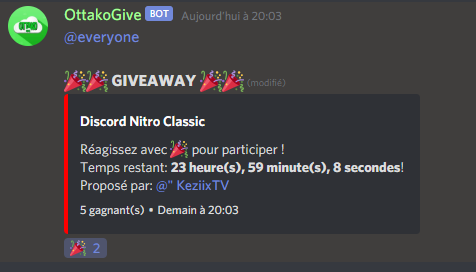 OttakoGive BOT Aujourd'hui à 20:03
@everyone
🎉🎉 GIVEAWAY 🎉🎉 (modifié)
Discord Nitro Classic
Réagissez avec 🎉 pour participer !
Temps restant: 23 heure(s), 59 minute(s), 8 secondes!
Proposé par: @" KeziixTV
5 gagnant(s) • Demain à 20:03
🎉 2